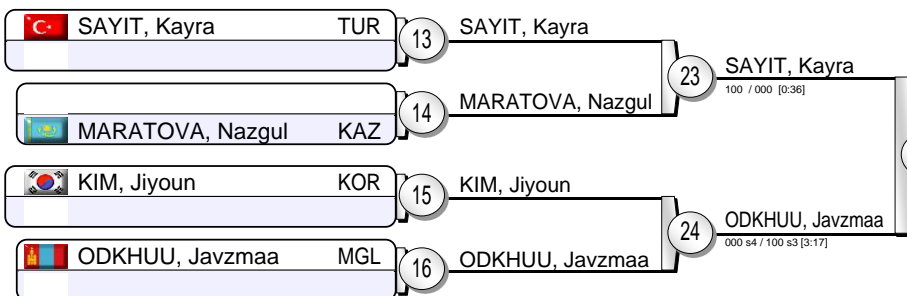 SAYIT, Kayra TUR
13
SAYIT, Kayra
23
SAYIT, Kayra
100 / 000 [0:36]
14
MARATOVA, Nazgul
MARATOVA, Nazgul KAZ
KIM, Jiyoun KOR
15
KIM, Jiyoun
24
ODKHUU, Javzmaa
000 s4 / 100 s3 [3:17]
ODKHUU, Javzmaa MGL
16
ODKHUU, Javzmaa